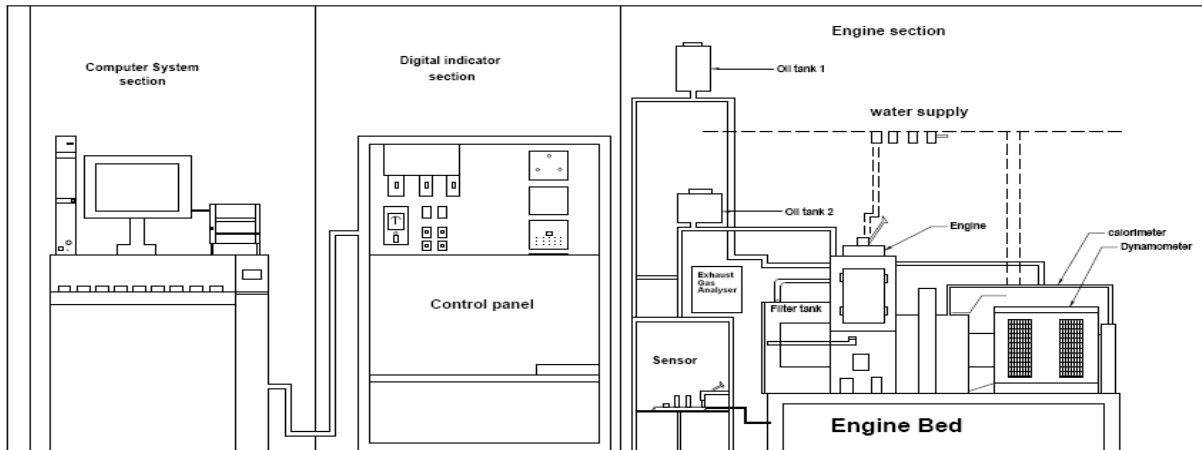 Computer System
section
Digital indicator
section
Engine section
Oil tank 1
water supply
Oil tank 2
Engine
calorimeter
Dynamometer
Exhaust
Gas
Analyser
Filter tank
Control panel
Sensor
Engine Bed